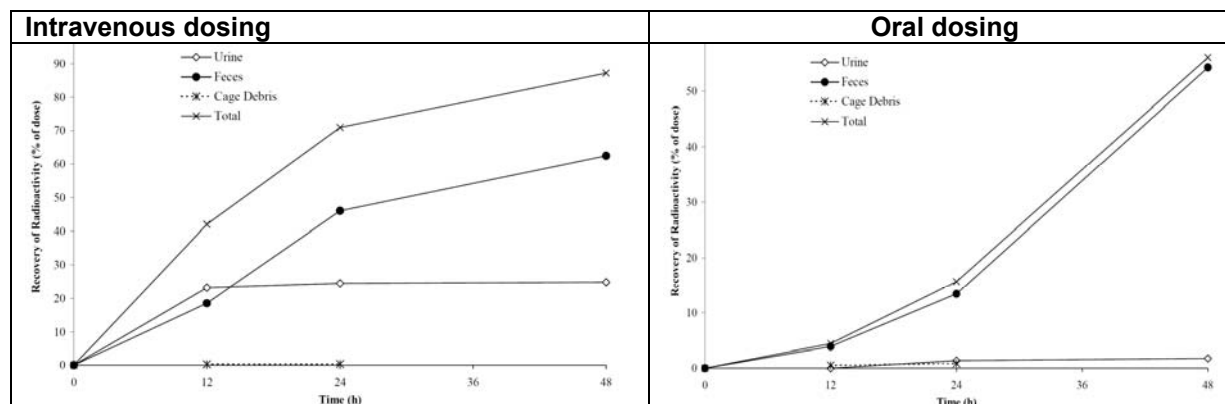 Intravenous dosing
Oral dosing
Recovery of Radioactivity (% of dose)
90
80
70
60
50
40
30
20
10
0
Urine
Feces
Cage Debris
Total
0
12
24
36
48
Time (h)
Recovery of Radioactivity (% of dose)
50
40
30
20
10
0
Urine
Feces
Cage Debris
Total
0
12
24
36
48
Time (h)